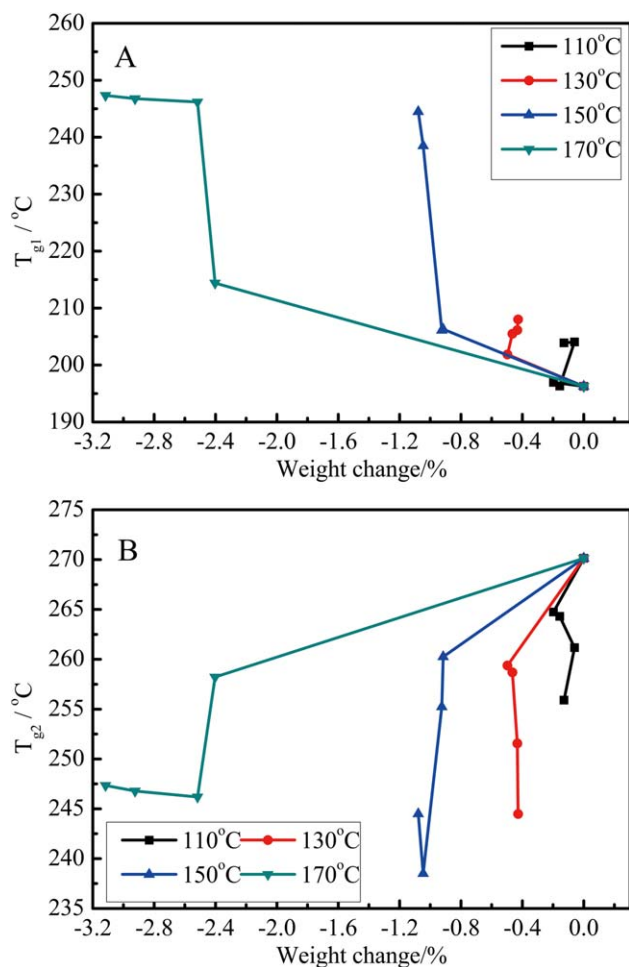 A
260
250
240
230
220
210
200
190
T_g1 / °C
110°C
130°C
150°C
170°C
-3.2 -2.8 -2.4 -2.0 -1.6 -1.2 -0.8 -0.4 0.0
Weight change/%
B
275
270
265
260
255
250
245
240
235
T_g2 / °C
110°C 130°C
150°C 170°C
-3.2 -2.8 -2.4 -2.0 -1.6 -1.2 -0.8 -0.4 0.0
Weight change/%